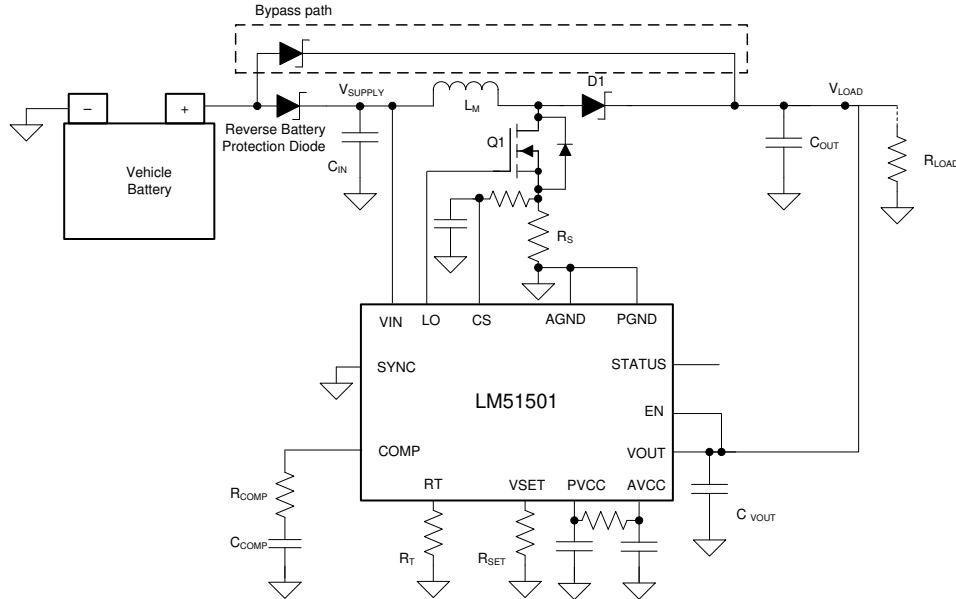 Bypass path
D1
−
+
VSUPPLY
LM
VLOAD
Reverse Battery
Protection Diode
Q1
CIN
COUT
RLOAD
Vehicle
Battery
RS
VIN
LO
CS
AGND
PGND
SYNC
STATUS
LM51501
EN
COMP
VOUT
RT
VSET
PVCC
AVCC
RCOMP
CCOMP
RT
RSET
C VOUT